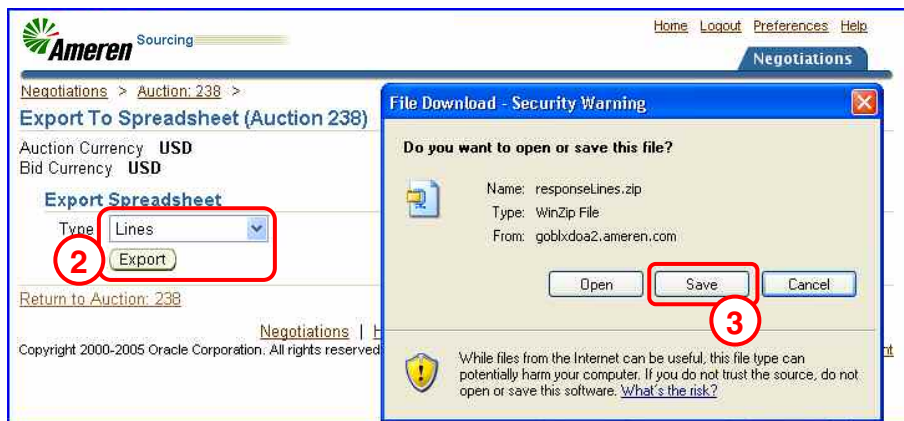 Ameren Sourcing
Home Logout Preferences Help
Negotiations
Negotiations > Auction: 238 >
Export To Spreadsheet (Auction 238)
Auction Currency USD
Bid Currency USD
Export Spreadsheet
Type Lines
2
Export
Return to Auction: 238
Negotiations | H
Copyright 2000-2005 Oracle Corporation. All rights reserved
nt
File Download - Security Warning
Do you want to open or save this file?
Name: responseLines.zip
Type: WinZip File
From: goblxdoa2.ameren.com
Open Save Cancel
3
While files from the Internet can be useful, this file type can
potentially harm your computer. If you do not trust the source, do not
open or save this software. What's the risk?